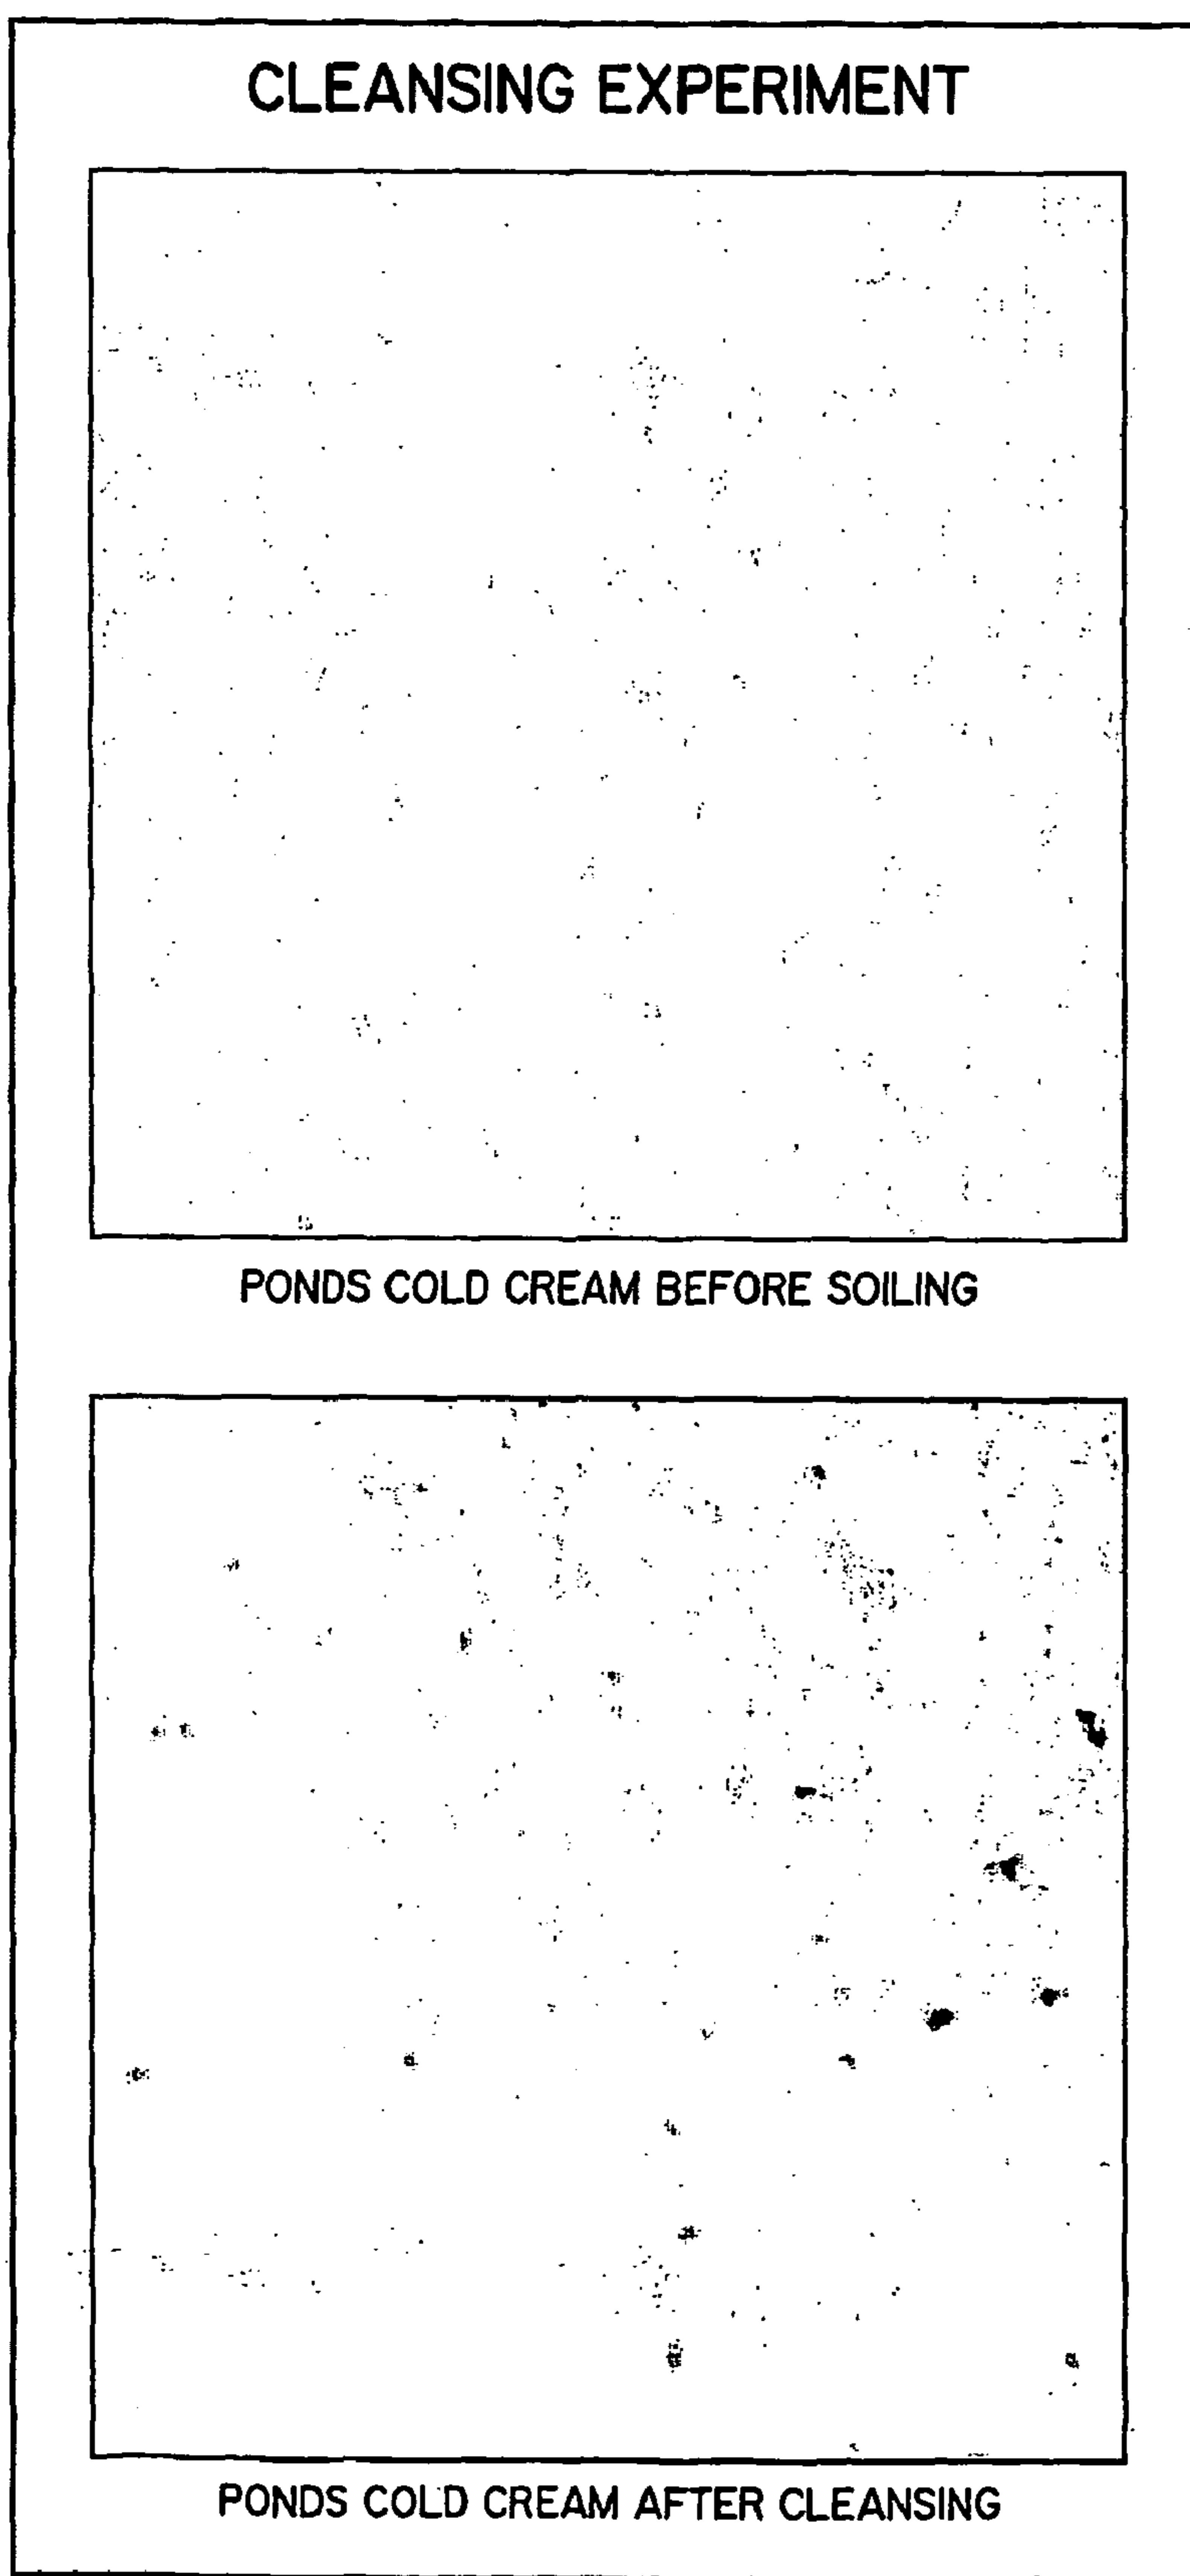 CLEANSING EXPERIMENT
PONDS COLD CREAM BEFORE SOILING
PONDS COLD CREAM AFTER CLEANSING